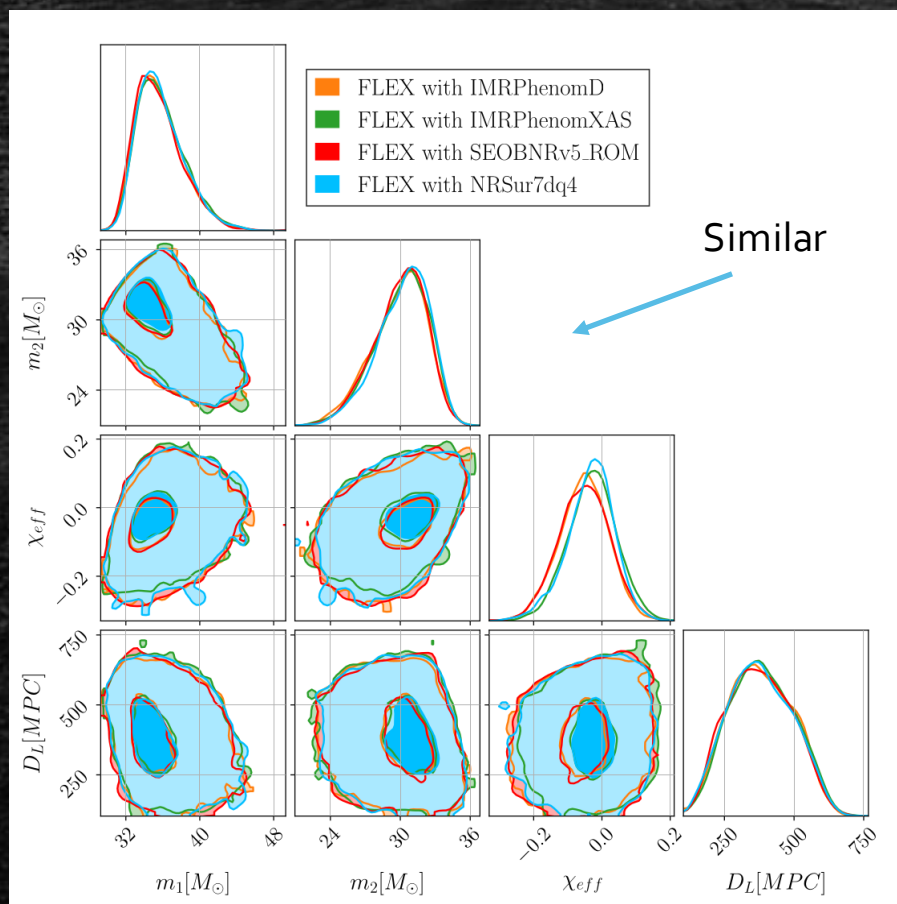 FLEX with IMRPhenomD
FLEX with IMRPhenomXAS
FLEX with SEOBNRv5_ROM
FLEX with NRSur7dq4
Similar
36
30
24
m₂[M⊙]
0.2
0.0
−0.2
χeff
750
500
250
D_L[MPC]
32 40 48
24 30 36
−0.2 0.0 0.2
250 500 750
m₁[M⊙]
m₂[M⊙]
χeff
D_L[MPC]